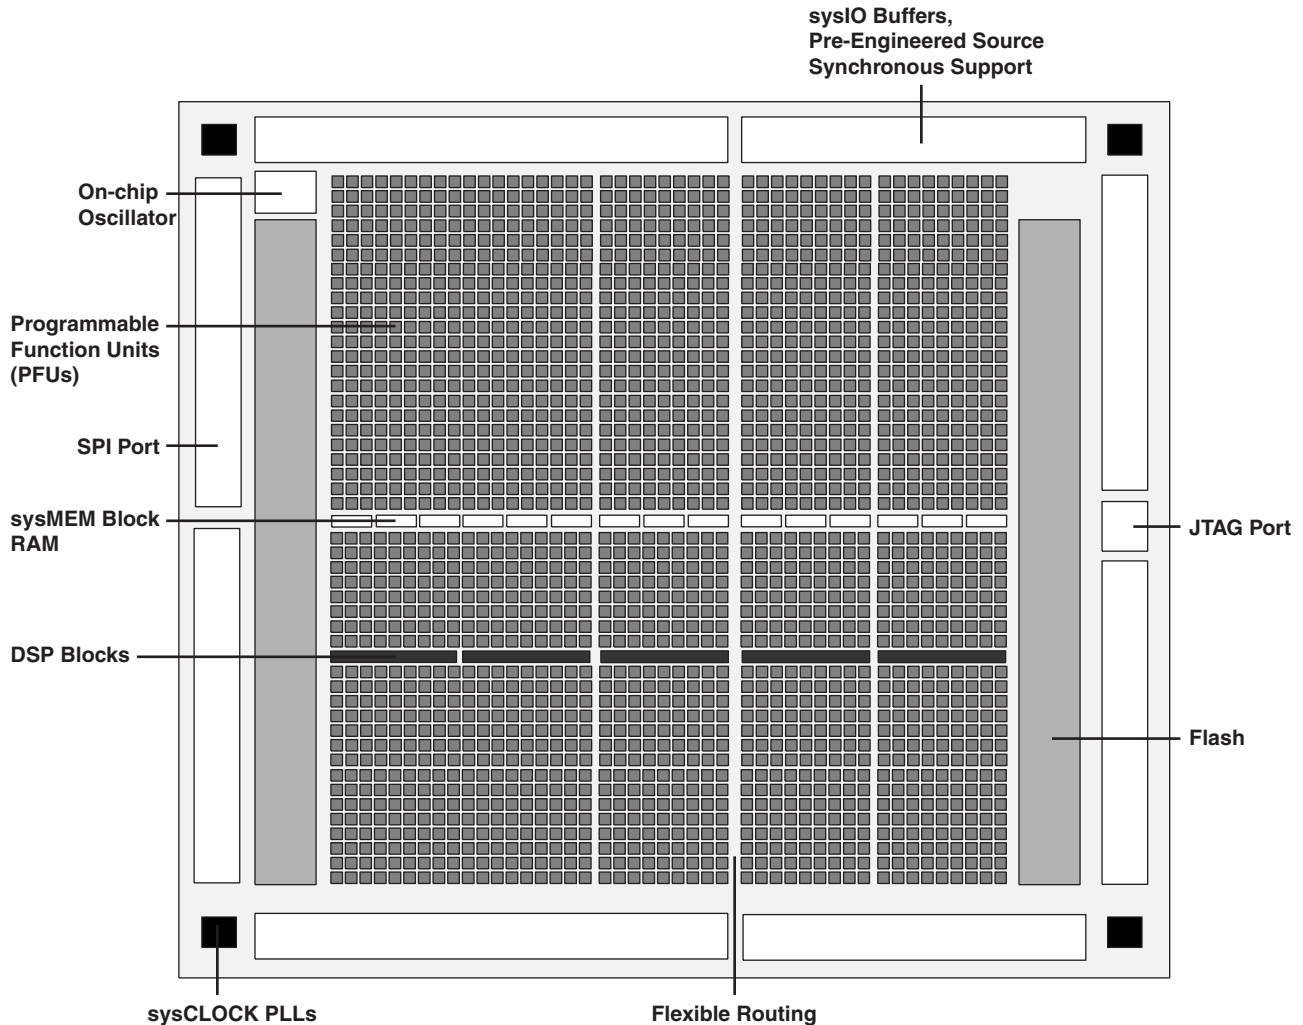 sysIO Buffers,
Pre-Engineered Source
Synchronous Support
On-chip
Oscillator
Programmable
Function Units
(PFUs)
SPI Port
sysMEM Block
RAM
JTAG Port
DSP Blocks
Flash
sysCLOCK PLLs
Flexible Routing